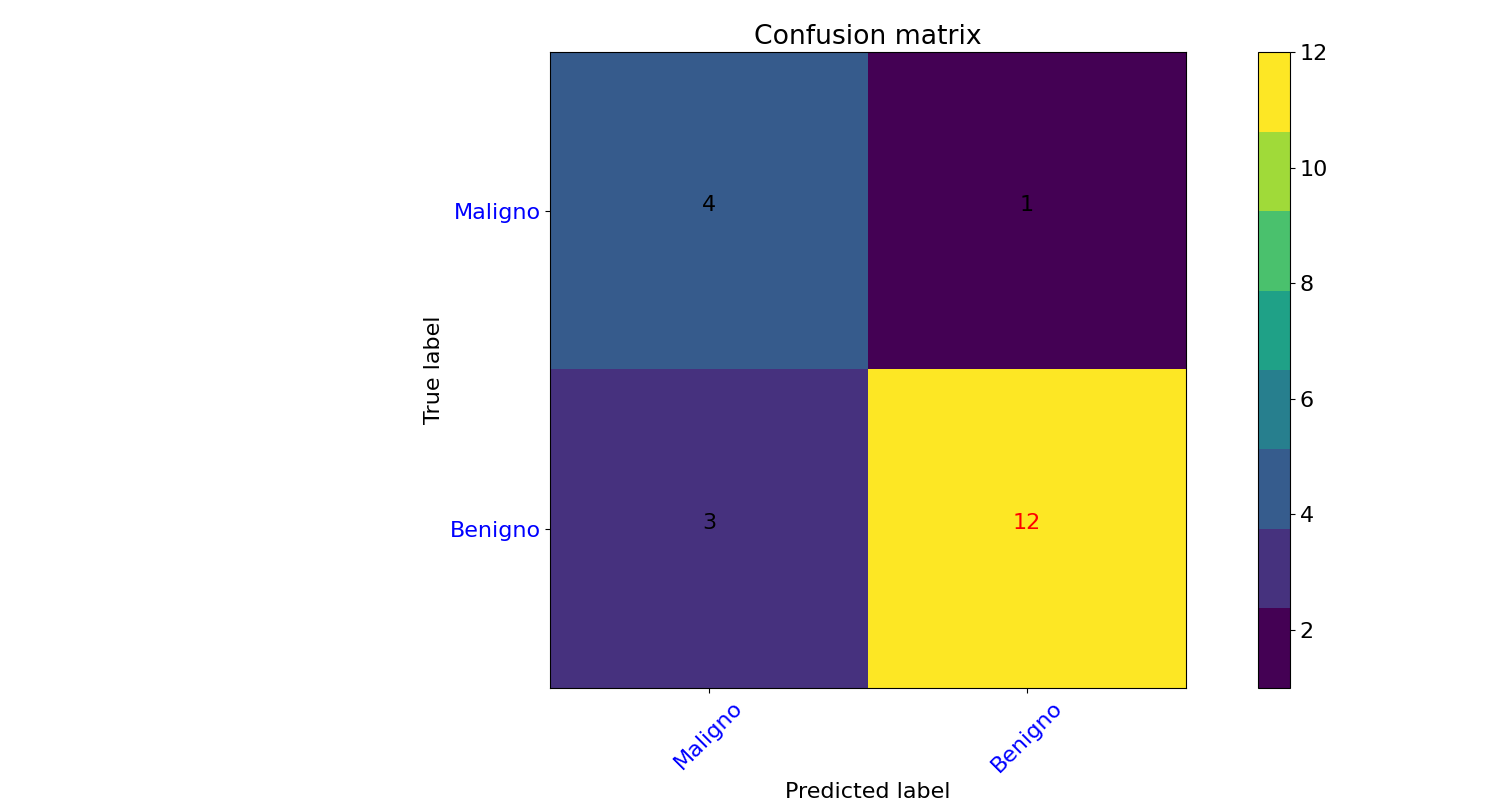 Confusion matrix
12
10
8
6
4
2
True label
Maligno
Benigno
4
1
3
12
Maligno
Benigno
Predicted label